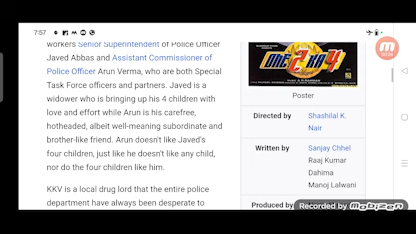 7:57
workers Senior Superintendent of Police Officer
Javed Abbas and Assistant Commissioner of
Police Officer Arun Verma, who are both Special
Task Force officers and partners. Javed is a
widower who is bringing up his 4 children with
love and effort while Arun is his carefree,
hotheaded, albeit well-meaning subordinate and
brother-like friend. Arun doesn't like Javed's
four children, just like he doesn't like any child,
nor do the four children like him.
KKV is a local drug lord that the entire police
department have always been desperate to
ONE 2 KA 4
Poster
Directed by
Shashilal K.
Nair
Written by
Sanjay Chhel
Raaj Kumar
Dahima
Manoj Lalwani
Produced by
Recorded by Mobizen